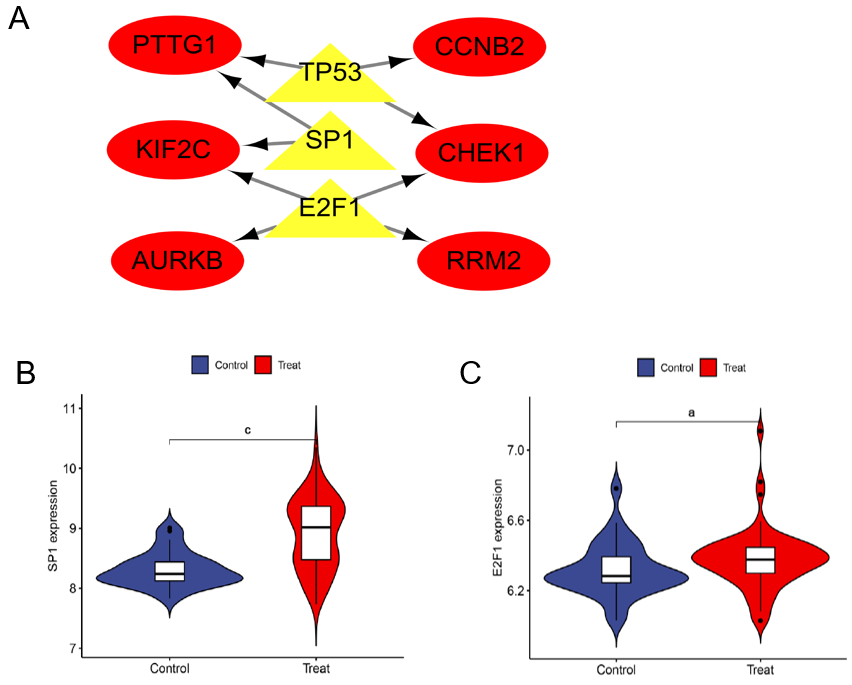 A
PTTG1
CCNB2
TP53
KIF2C
SP1
CHEK1
E2F1
AURKB
RRM2
B
Control Treat
11
10
9
8
7
SP1 expression
c
Control Treat
C
Control Treat
7.0
6.6
6.2
E2F1 expression
a
Control Treat